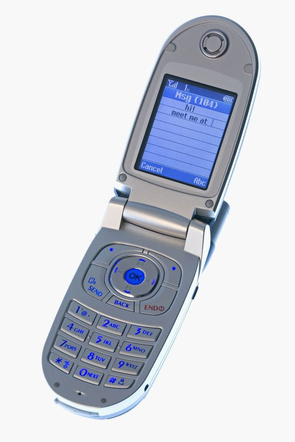 Msg (184)
hi!
meet me at
Cancel Abc
OK
SEND BACK END
1 2ABC 3DEF
4GHI 5JKL 6MNO
7PQRS 8TUV 9WXYZ
* 0NEXT #